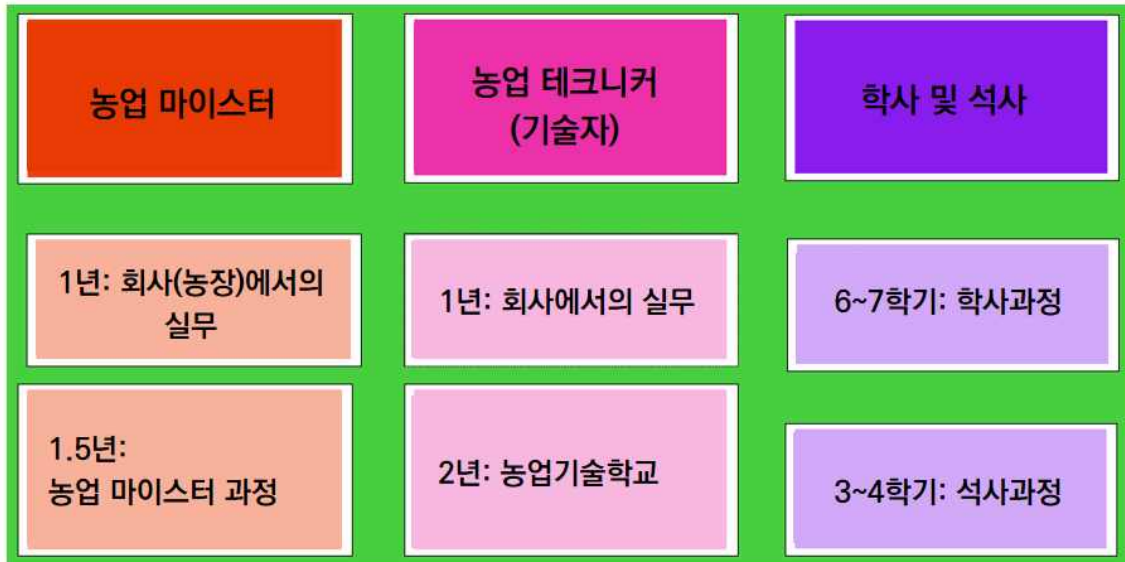 농업 마이스터
농업 테크니커
(기술자)
학사 및 석사
1년: 회사(농장)에서의
실무
1년: 회사에서의 실무
6~7학기: 학사과정
1.5년:
농업 마이스터 과정
2년: 농업기술학교
3~4학기: 석사과정